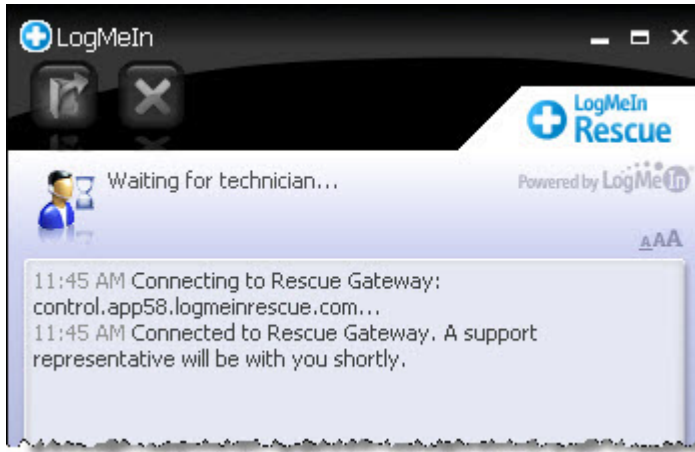 LogMeIn
LogMeIn
Rescue
Waiting for technician...
Powered by LogMeIn
AAA
11:45 AM Connecting to Rescue Gateway:
control.app58.logmeinrescue.com...
11:45 AM Connected to Rescue Gateway. A support
representative will be with you shortly.